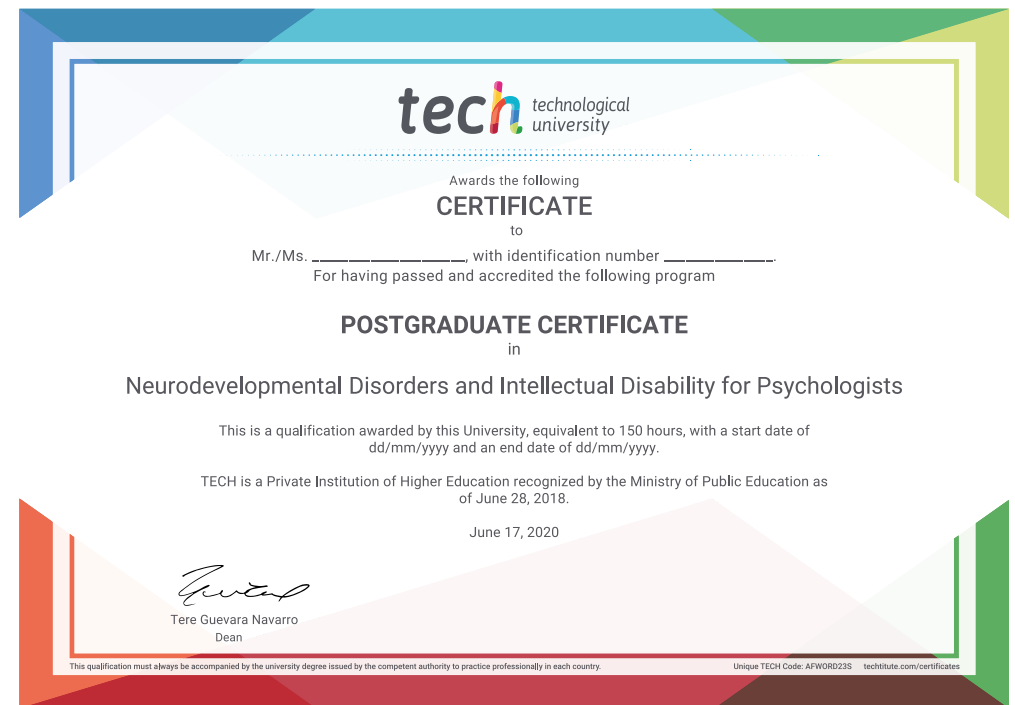 tech technological
university
Awards the following
CERTIFICATE
to
Mr./Ms. ____________________, with identification number ______________.
For having passed and accredited the following program
POSTGRADUATE CERTIFICATE
in
Neurodevelopmental Disorders and Intellectual Disability for Psychologists
This is a qualification awarded by this University, equivalent to 150 hours, with a start date of
dd/mm/yyyy and an end date of dd/mm/yyyy.
TECH is a Private Institution of Higher Education recognized by the Ministry of Public Education as
of June 28, 2018.
June 17, 2020
Tere Guevara Navarro
Dean
This qualification must always be accompanied by the university degree issued by the competent authority to practice professionally in each country.
Unique TECH Code: AFWORD23S techtitute.com/certificates